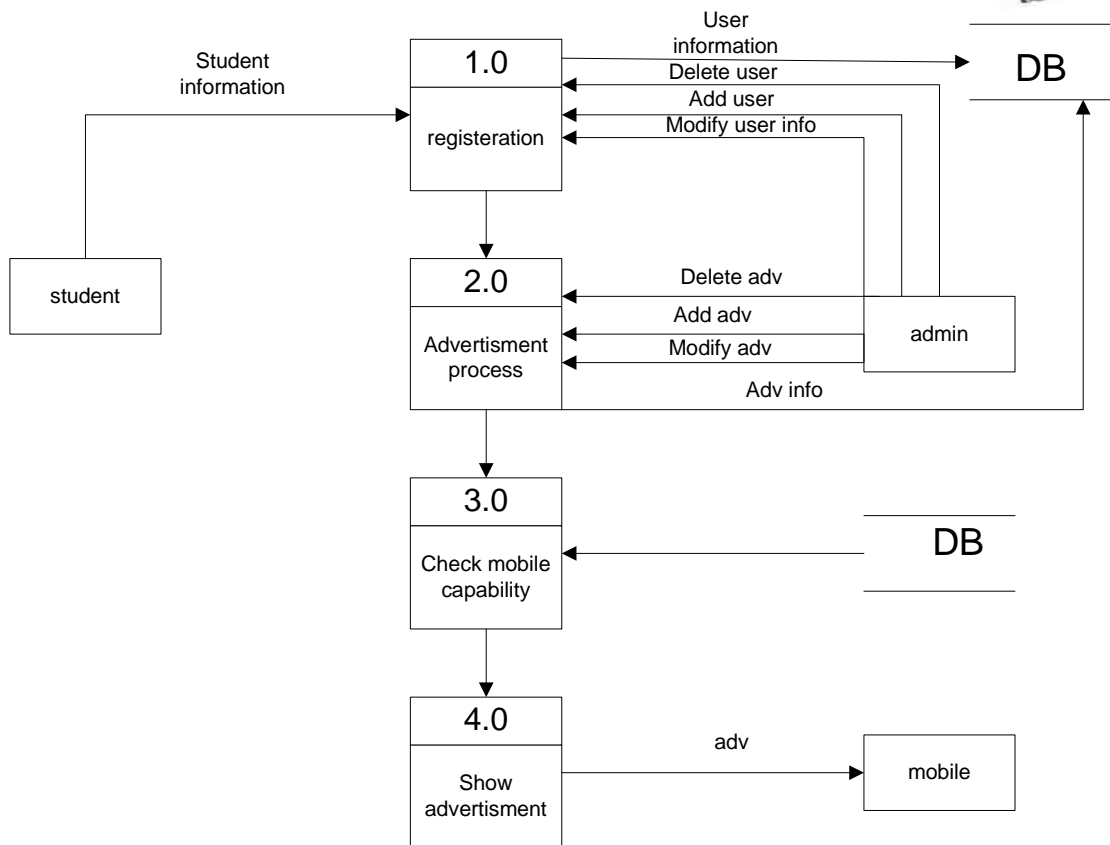 User
information
1.0
DB
Student
information
Delete user
Add user
Modify user info
registeration
2.0
Delete adv
student
Add adv
admin
Advertisment
process
Modify adv
Adv info
3.0
DB
Check mobile
capability
4.0
adv
mobile
Show
advertisment